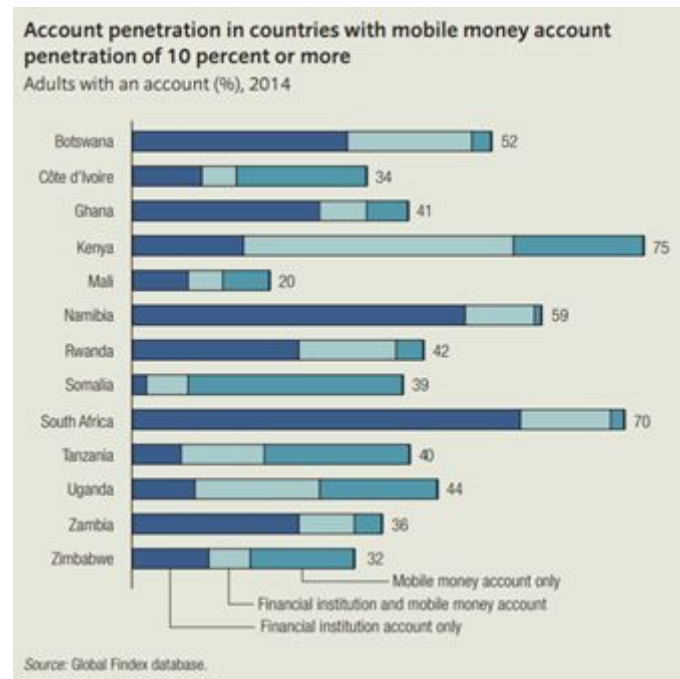 Account penetration in countries with mobile money account
penetration of 10 percent or more
Adults with an account (%), 2014
Botswana 52
Côte d'Ivoire 34
Ghana 41
Kenya 75
Mali 20
Namibia 59
Rwanda 42
Somalia 39
South Africa 70
Tanzania 40
Uganda 44
Zambia 36
Zimbabwe 32
Mobile money account only
Financial institution and mobile money account
Financial institution account only
Source: Global Findex database.